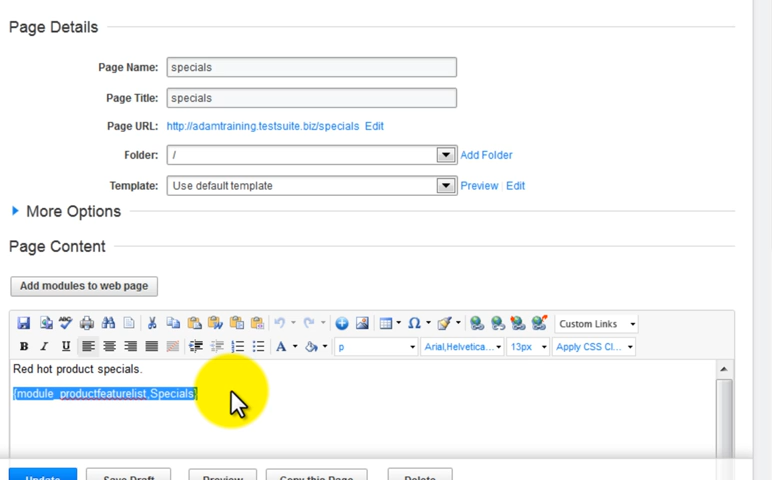 Page Details
Page Name: specials
Page Title: specials
Page URL: http://adamtraining.testsuite.biz/specials Edit
Folder: / Add Folder
Template: Use default template Preview Edit
More Options
Page Content
Add modules to web page
Custom Links
B I U A p Arial,Helvetica... 13px Apply CSS Cl...
Red hot product specials.
{module_productfeaturelist,Specials}
Update Save Draft Preview Copy this Page Delete